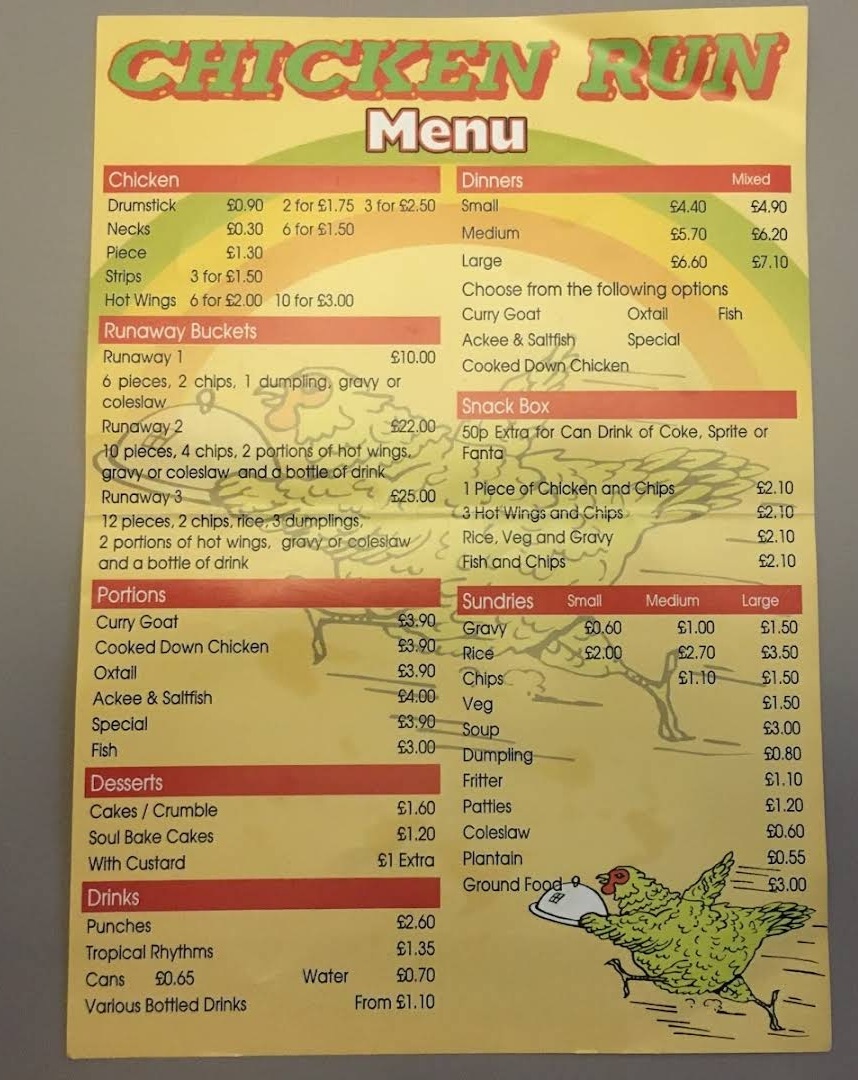 CHICKEN RUN
Menu
Chicken
Drumstick £0.90 2 for £1.75 3 for £2.50
Necks £0.30 6 for £1.50
Piece £1.30
Strips 3 for £1.50
Hot Wings 6 for £2.00 10 for £3.00
Runaway Buckets
Runaway 1 £10.00
6 pieces, 2 chips, 1 dumpling, gravy or
coleslaw
Runaway 2 £22.00
10 pieces, 4 chips, 2 portions of hot wings,
gravy or coleslaw and a bottle of drink
Runaway 3 £25.00
12 pieces, 2 chips, rice, 3 dumplings,
2 portions of hot wings, gravy or coleslaw
and a bottle of drink
Portions
Curry Goat £3.90
Cooked Down Chicken £3.90
Oxtail £3.90
Ackee & Saltfish £4.00
Special £3.90
Fish £3.00
Desserts
Cakes / Crumble £1.60
Soul Bake Cakes £1.20
With Custard £1 Extra
Drinks
Punches £2.60
Tropical Rhythms £1.35
Cans £0.65 Water £0.70
Various Bottled Drinks From £1.10
Dinners Mixed
Small £4.40 £4.90
Medium £5.70 £6.20
Large £6.60 £7.10
Choose from the following options
Curry Goat Oxtail Fish
Ackee & Saltfish Special
Cooked Down Chicken
Snack Box
50p Extra for Can Drink of Coke, Sprite or
Fanta
1 Piece of Chicken and Chips £2.10
3 Hot Wings and Chips £2.10
Rice, Veg and Gravy £2.10
Fish and Chips £2.10
Sundries Small Medium Large
Gravy £0.60 £1.00 £1.50
Rice £2.00 £2.70 £3.50
Chips £1.10 £1.50
Veg £1.50
Soup £3.00
Dumpling £0.80
Fritter £1.10
Patties £1.20
Coleslaw £0.60
Plantain £0.55
Ground Food £3.00